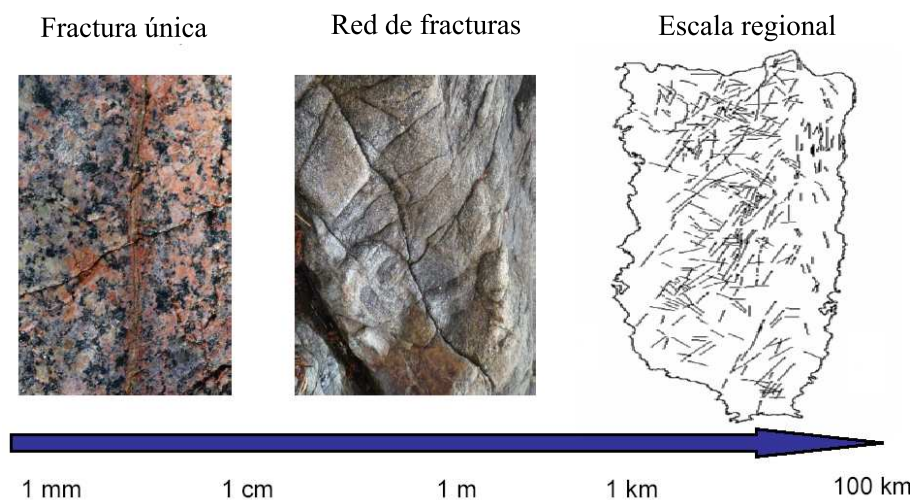 Fractura única
Red de fracturas
Escala regional
1 mm
1 cm
1 m
1 km
100 km